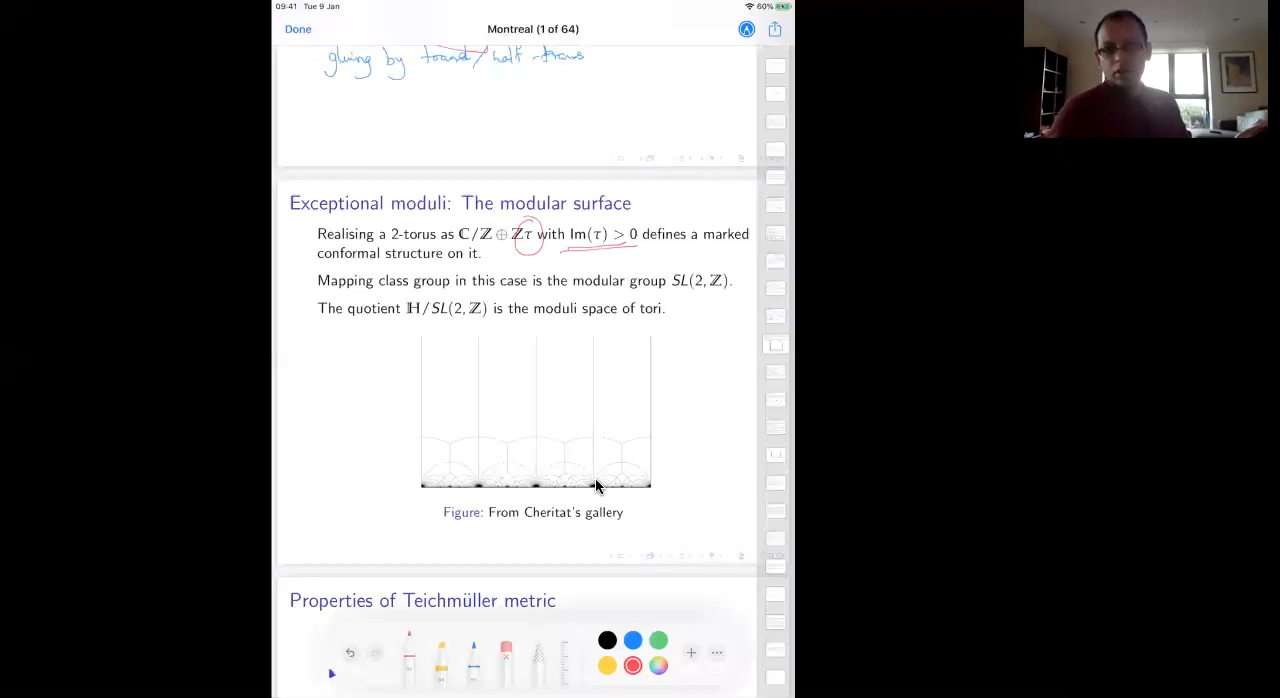 09:41 Tue 9 Jan
60%
Done
Montreal (1 of 64)
gluing by transl/half-trans
Exceptional moduli: The modular surface
Realising a 2-torus as ℂ/ℤ ⊕ ℤτ with Im(τ) > 0 defines a marked
conformal structure on it.
Mapping class group in this case is the modular group SL(2, ℤ).
The quotient ℍ/SL(2, ℤ) is the moduli space of tori.
Figure: From Cheritat's gallery
Properties of Teichmüller metric